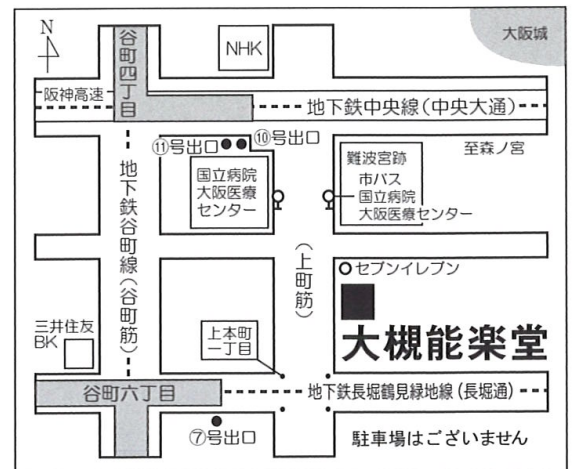 N
谷町四丁目
NHK
大阪城
阪神高速
地下鉄中央線(中央大通)
⑪号出口
⑩号出口
至森ノ宮
国立病院
大阪医療
センター
難波宮跡
市バス
国立病院
大阪医療センター
地下鉄谷町線(谷町筋)
(上町筋)
セブンイレブン
三井住友
BK
上本町
一丁目
大槻能楽堂
谷町六丁目
地下鉄長堀鶴見緑地線(長堀通)
⑦号出口
駐車場はございません